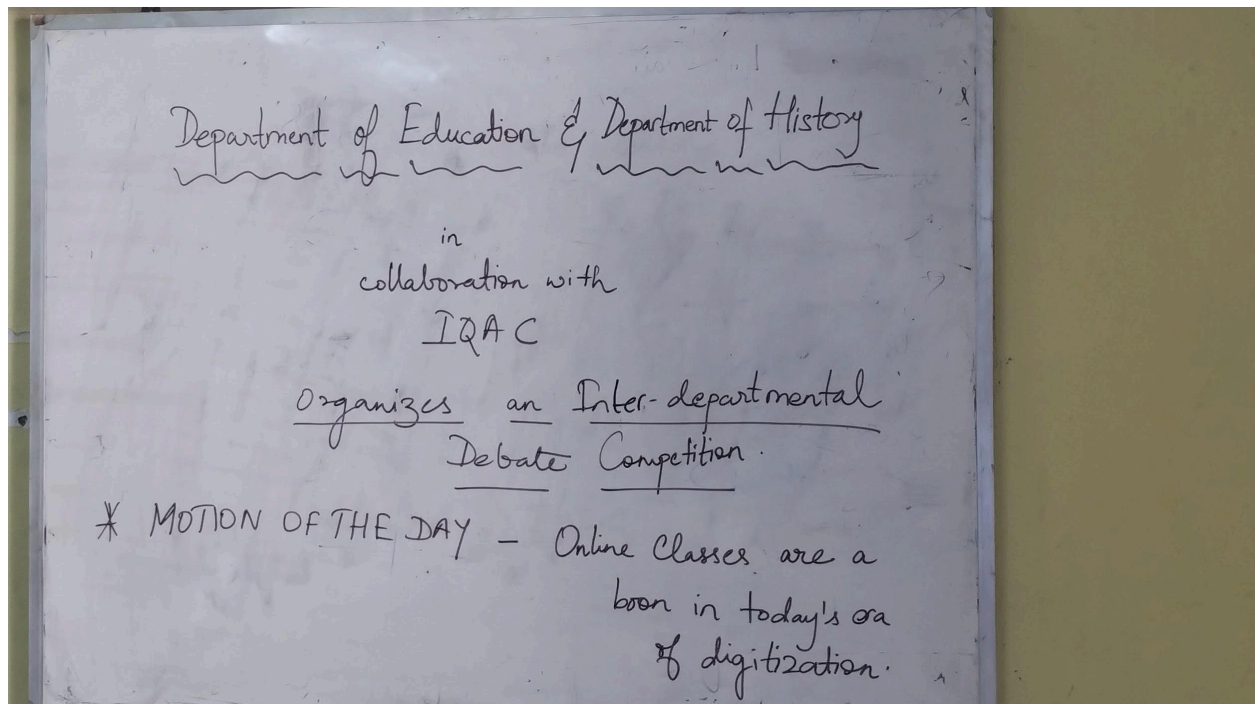 Department of Education & Department of History
in
collaboration with
IQAC
Organizes an Inter-departmental
Debate Competition.
* MOTION OF THE DAY - Online Classes are a
boon in today's era
of digitization.